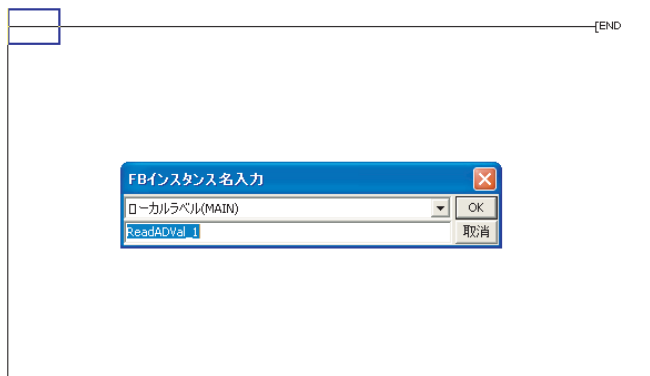 [END
FBインスタンス名入力
ローカルラベル(MAIN)
OK
ReadADVal_1
取消